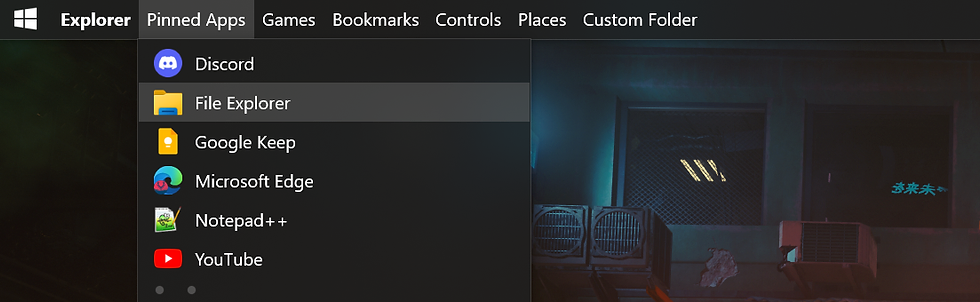 Explorer Pinned Apps Games Bookmarks Controls Places Custom Folder
Discord
File Explorer
Google Keep
Microsoft Edge
Notepad++
YouTube